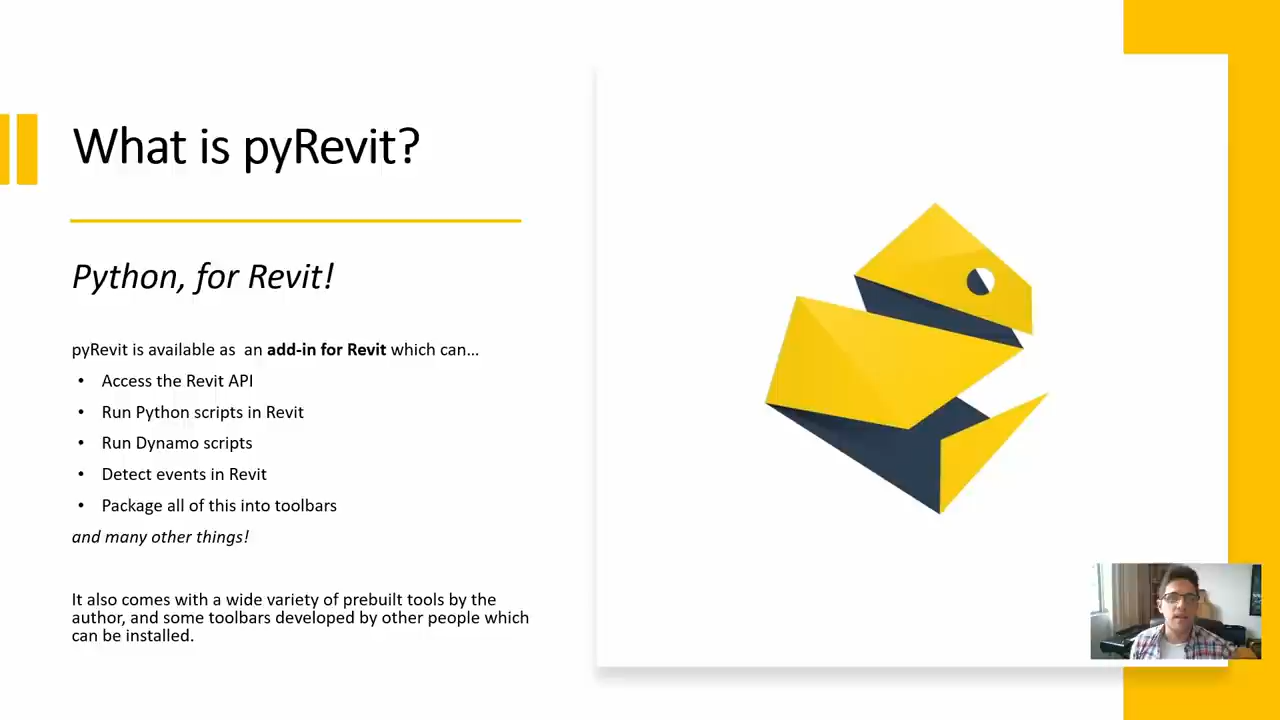 What is pyRevit?
Python, for Revit!
pyRevit is available as  an add-in for Revit which can...
• Access the Revit API
• Run Python scripts in Revit
• Run Dynamo scripts
• Detect events in Revit
• Package all of this into toolbars
and many other things!
It also comes with a wide variety of prebuilt tools by the
author, and some toolbars developed by other people which
can be installed.